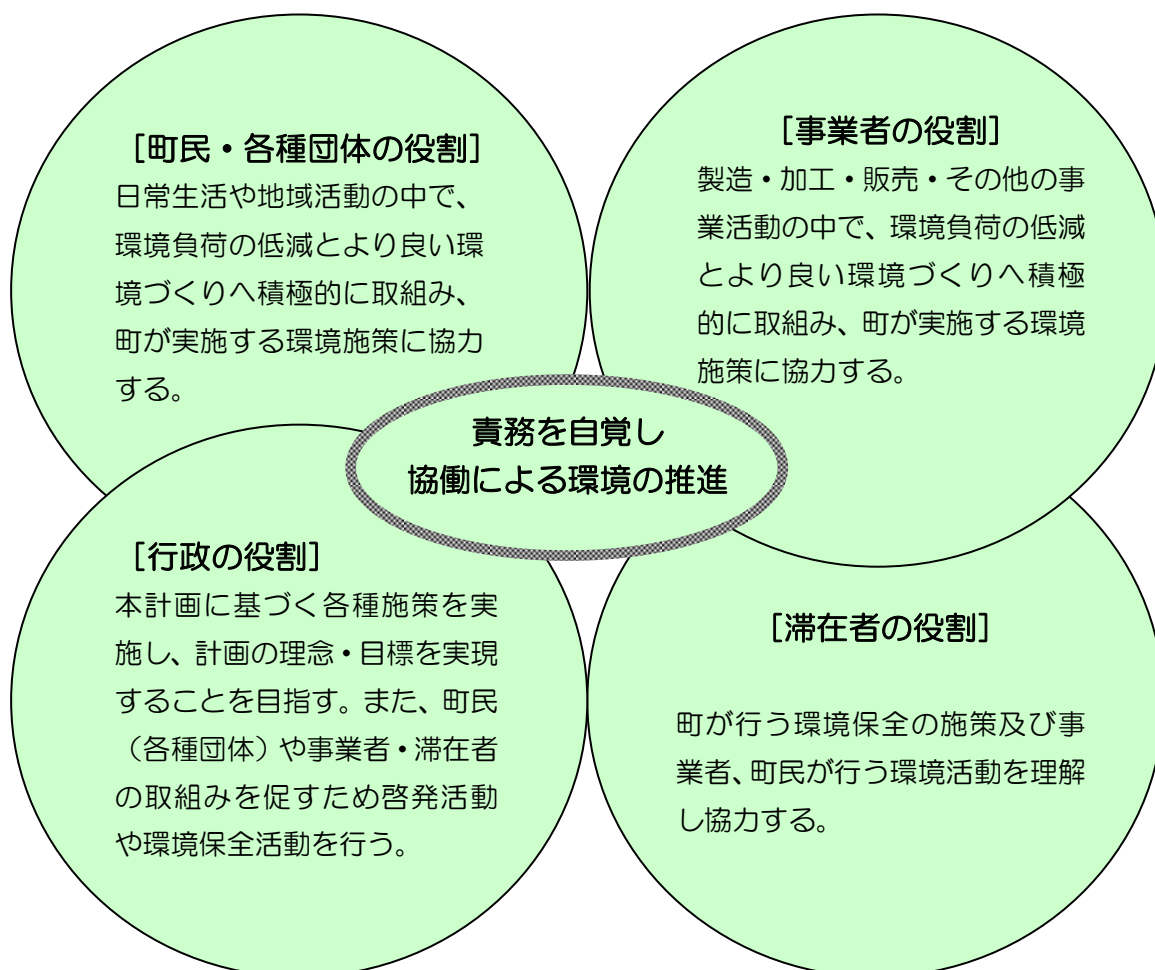 [町民・各種団体の役割]
日常生活や地域活動の中で、
環境負荷の低減とより良い環
境づくりへ積極的に取組み、
町が実施する環境施策に協力
する。
[事業者の役割]
製造・加工・販売・その他の事
業活動の中で、環境負荷の低減
とより良い環境づくりへ積極
的に取組み、町が実施する環境
施策に協力する。
責務を自覚し
協働による環境の推進
[行政の役割]
本計画に基づく各種施策を実
施し、計画の理念・目標を実現
することを目指す。また、町民
（各種団体）や事業者・滞在者
の取組みを促すため啓発活動
や環境保全活動を行う。
[滞在者の役割]
町が行う環境保全の施策及び事
業者、町民が行う環境活動を理解
し協力する。